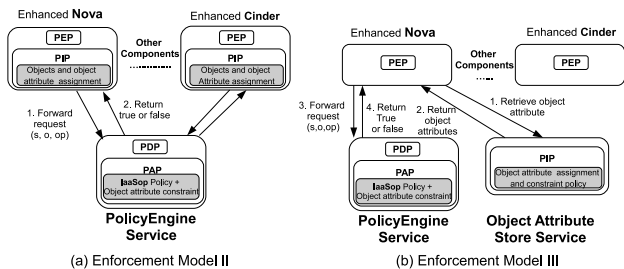 Enhanced Nova
PEP
PIP
Objects and object
attribute assignment
Other
Components
Enhanced Cinder
PEP
PIP
Objects and object
Attribute assignment
1. Forward
request
(s, o, op)
2. Return
true or false
PDP
PAP
IaaSop Policy +
Object attribute constraint
PolicyEngine
Service
(a) Enforcement Model II
Enhanced Nova
PEP
Other
Components
Enhanced Cinder
PEP
3. Forward
request
(s,o,op)
4. Return
True
or false
2. Return
object
attributes
1. Retrieve object
attribute
PDP
PAP
IaaSop Policy +
Object attribute constraint
PolicyEngine
Service
PIP
Object attribute assignment
and constraint policy
Object Attribute
Store Service
(b) Enforcement Model III